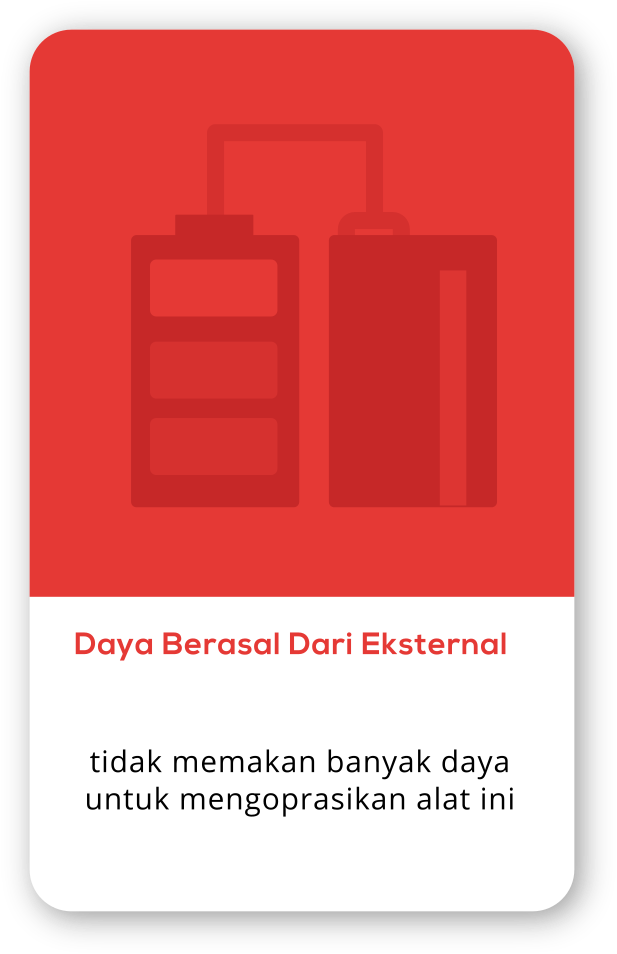 Daya Berasal Dari Eksternal
tidak memakan banyak daya
untuk mengoprasikan alat ini